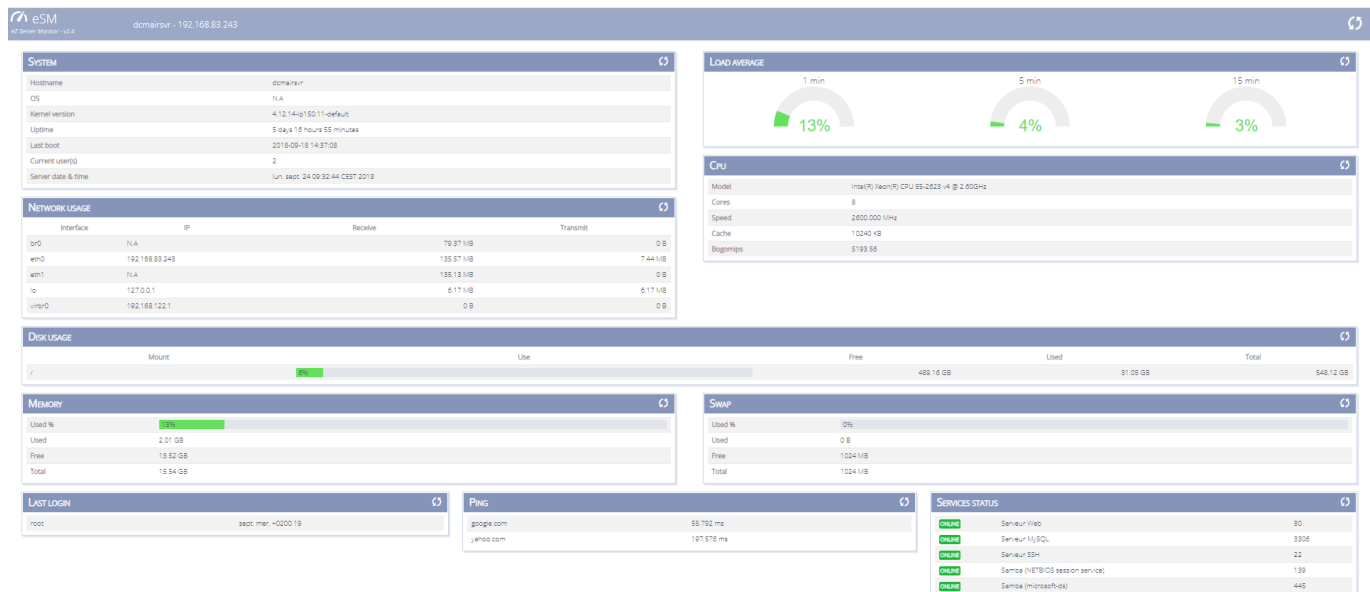 eSM
eZ Server Monitor - v2.4
dcmairsvr - 192.168.83.243
SYSTEM
Hostname dcmairsvr
OS N.A
Kernel version 4.12.14-lp150.11-default
Uptime 5 days 16 hours 55 minutes
Last boot 2018-09-18 14:37:08
Current user(s) 2
Server date & time lun. sept. 24 09:32:44 CEST 2018
LOAD AVERAGE
1 min 5 min 15 min
13% 4% 3%
CPU
Model Intel(R) Xeon(R) CPU E5-2623 v4 @ 2.60GHz
Cores 8
Speed 2600.000 MHz
Cache 10240 KB
Bogomips 5193.56
NETWORK USAGE
Interface IP Receive Transmit
br0 N.A 79.37 MB 0 B
eth0 192.168.83.243 135.57 MB 7.44 MB
eth1 N.A 135.13 MB 0 B
lo 127.0.0.1 6.17 MB 6.17 MB
virbr0 192.168.122.1 0 B 0 B
DISK USAGE
Mount Use Free Used Total
/ 6% 489.16 GB 31.05 GB 548.12 GB
MEMORY
Used % 13%
Used 2.01 GB
Free 13.52 GB
Total 15.54 GB
SWAP
Used % 0%
Used 0 B
Free 1024 MB
Total 1024 MB
LAST LOGIN
root sept. mer. +0200 19
PING
google.com 55.792 ms
yahoo.com 197.576 ms
SERVICES STATUS
ONLINE Serveur Web 80
ONLINE Serveur MySQL 3306
ONLINE Serveur SSH 22
ONLINE Samba (NETBIOS session service) 139
ONLINE Samba (microsoft-ds) 445